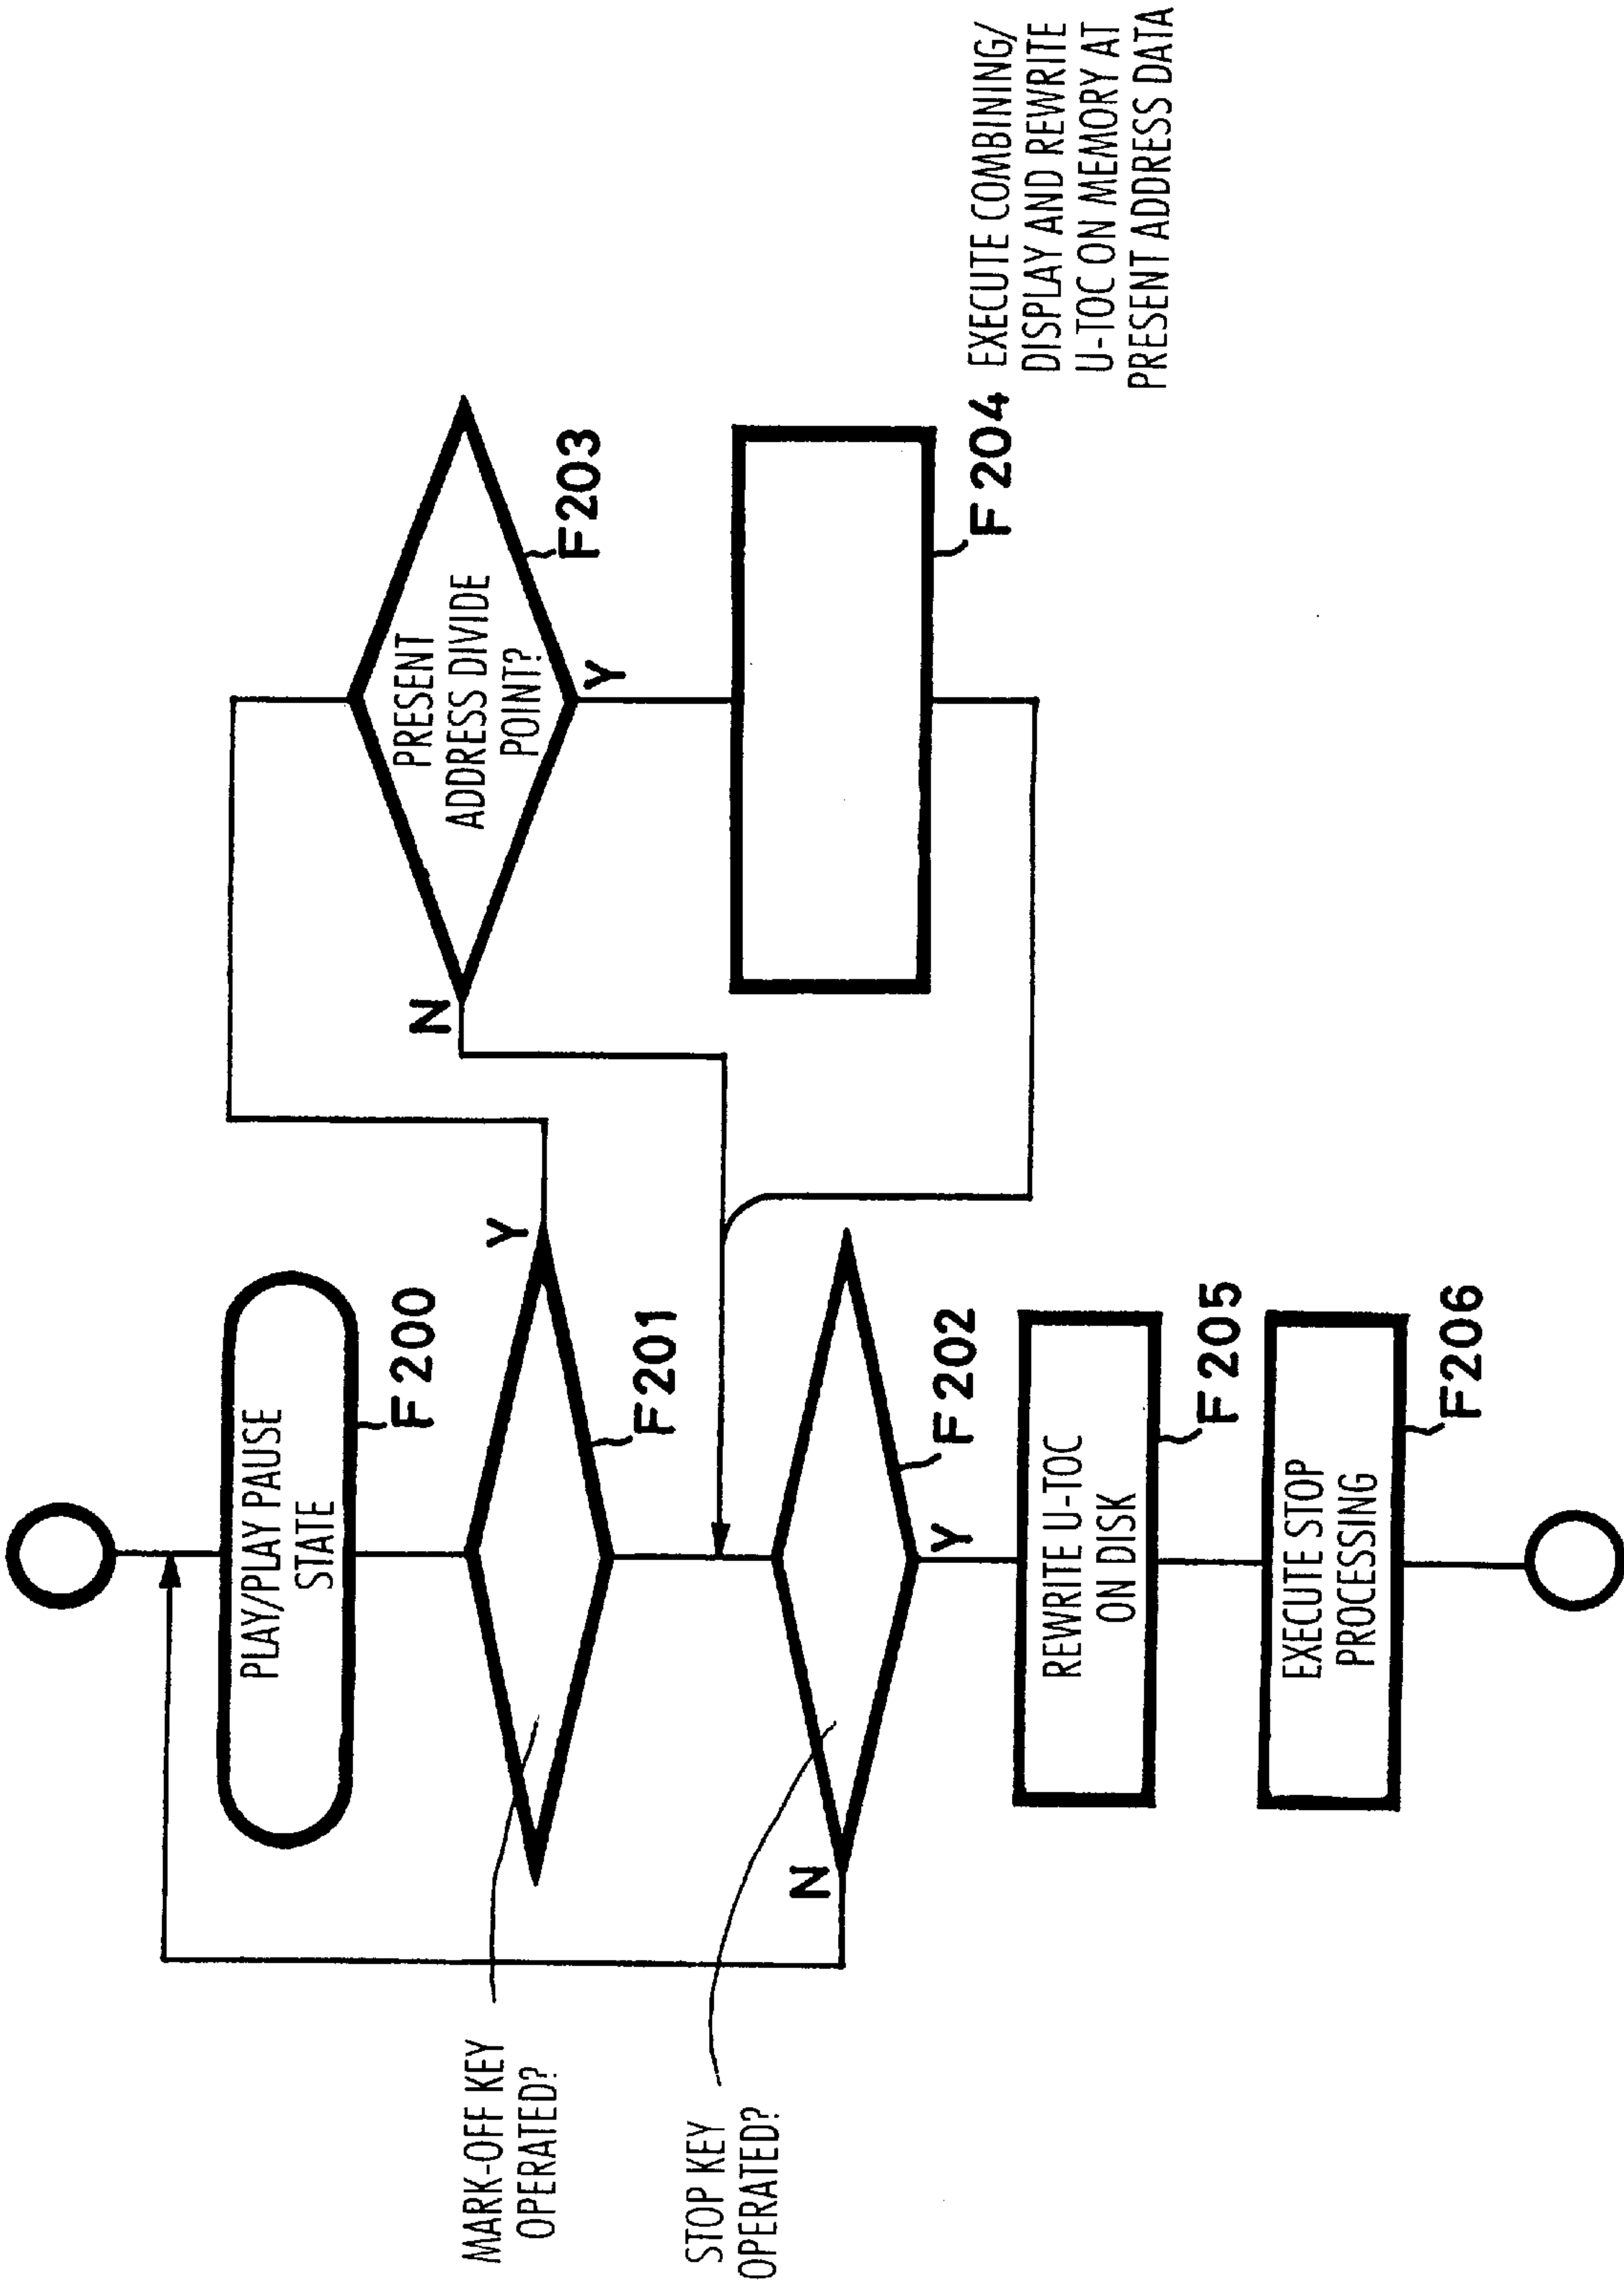 PLAY/PLAY PAUSE
STATE
F200
MARK-OFF KEY
OPERATED?
Y
F201
STOP KEY
OPERATED?
N
Y
F202
REWRITE U-TOC
ON DISK
F205
EXECUTE STOP
PROCESSING
F206
PRESENT
ADDRESS DIVIDE
POINT?
N
Y
F203
F204
EXECUTE COMBINING/
DISPLAY AND REWRITE
U-TOC ON MEMORY AT
PRESENT ADDRESS DATA